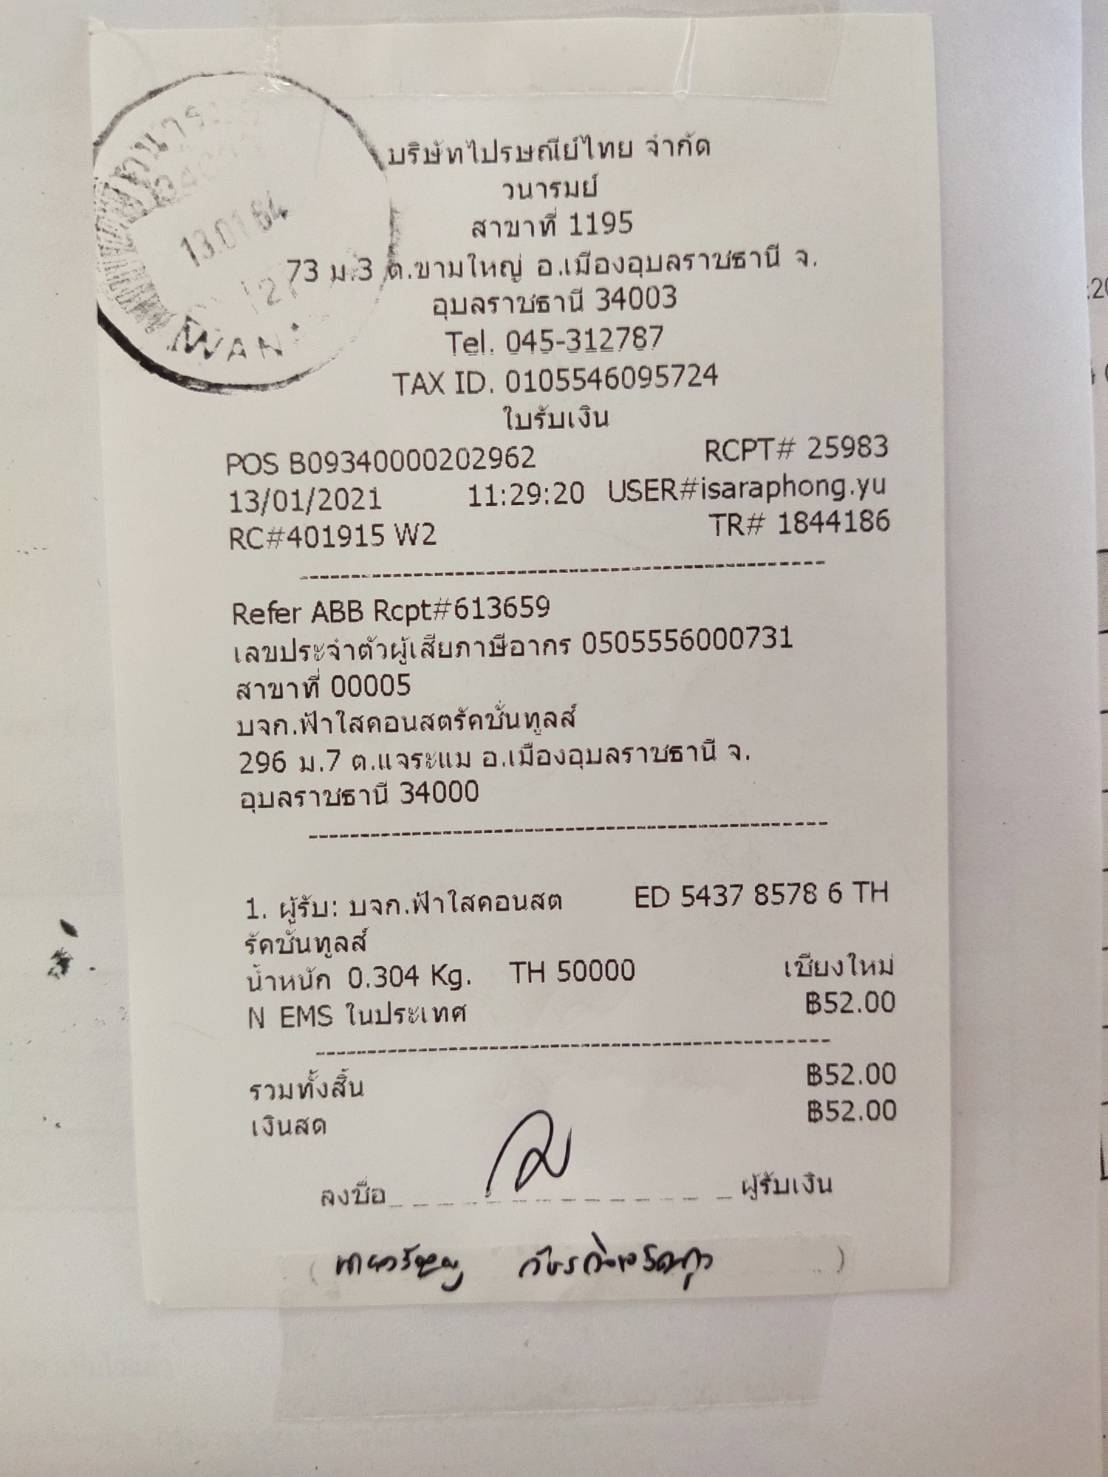 บริษัทไปรษณีย์ไทย จำกัด
วนารมย์
สาขาที่ 1195
73 ม.3 ต.ขามใหญ่ อ.เมืองอุบลราชธานี จ.
อุบลราชธานี 34003
Tel. 045-312787
TAX ID. 0105546095724
ใบรับเงิน
POS B09340000202962 RCPT# 25983
13/01/2021 11:29:20 USER#isaraphong.yu
RC#401915 W2 TR# 1844186
Refer ABB Rcpt#613659
เลขประจำตัวผู้เสียภาษีอากร 0505556000731
สาขาที่ 00005
บจก.ฟ้าใสคอนสตรัคชั่นทูลส์
296 ม.7 ต.แจระแม อ.เมืองอุบลราชธานี จ.
อุบลราชธานี 34000
1. ผู้รับ: บจก.ฟ้าใสคอนสต ED 5437 8578 6 TH
รัคชั่นทูลส์
น้ำหนัก 0.304 Kg. TH 50000 เชียงใหม่
N EMS ในประเทศ ฿52.00
รวมทั้งสิ้น ฿52.00
เงินสด ฿52.00
ลงชื่อ ผู้รับเงิน
13.01.64